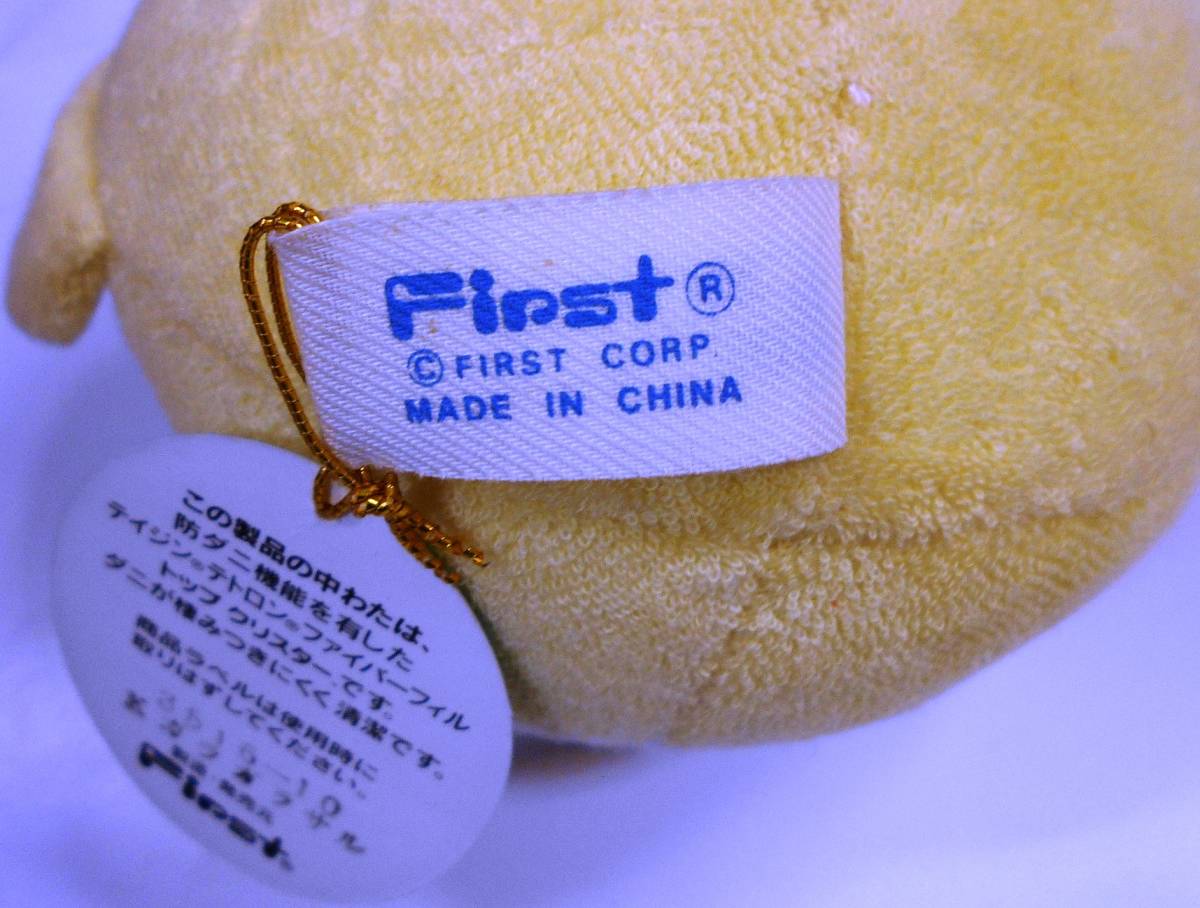 First®
©FIRST CORP.
MADE IN CHINA
この製品の中わたは、
防ダニ機能を有した
テイジン®テトロン®ファイバーフィル
トップクリスターです。
ダニが棲みつきにくく清潔です。
商品ラベルは使用時に
取りはずしてください。
First